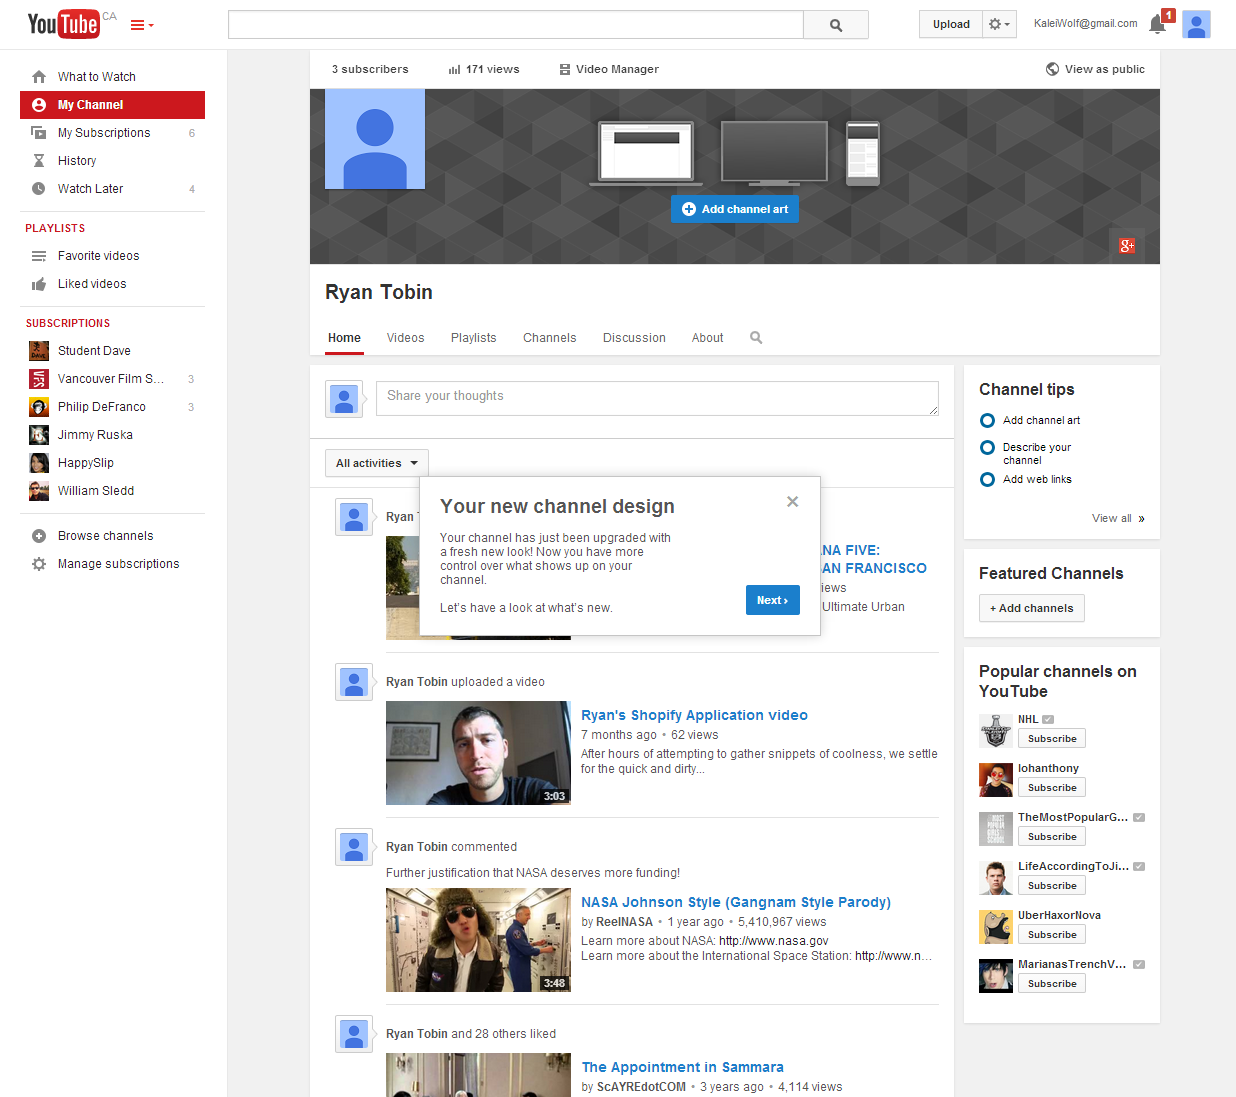 YouTube CA
Upload
KaleiWolf@gmail.com
1
What to Watch
My Channel
My Subscriptions 6
History
Watch Later 4
PLAYLISTS
Favorite videos
Liked videos
SUBSCRIPTIONS
Student Dave
Vancouver Film S... 3
Philip DeFranco 3
Jimmy Ruska
HappySlip
William Sledd
Browse channels
Manage subscriptions
3 subscribers
171 views
Video Manager
View as public
Add channel art
g+
Ryan Tobin
Home
Videos
Playlists
Channels
Discussion
About
Share your thoughts
All activities
Ryan
Your new channel design
Your channel has just been upgraded with
a fresh new look! Now you have more
control over what shows up on your
channel.
Let's have a look at what's new.
Next ›
NA FIVE:
AN FRANCISCO
iews
Ultimate Urban
Ryan Tobin uploaded a video
3:03
Ryan's Shopify Application video
7 months ago • 62 views
After hours of attempting to gather snippets of coolness, we settle
for the quick and dirty...
Ryan Tobin commented
Further justification that NASA deserves more funding!
3:48
NASA Johnson Style (Gangnam Style Parody)
by ReelNASA • 1 year ago • 5,410,967 views
Learn more about NASA: http://www.nasa.gov
Learn more about the International Space Station: http://www.n...
Ryan Tobin and 28 others liked
The Appointment in Sammara
by ScAYREdotCOM • 3 years ago • 4,114 views
Channel tips
Add channel art
Describe your
channel
Add web links
View all »
Featured Channels
+ Add channels
Popular channels on
YouTube
NHL
Subscribe
lohanthony
Subscribe
TheMostPopularG...
Subscribe
LifeAccordingToJi...
Subscribe
UberHaxorNova
Subscribe
MarianasTrenchV...
Subscribe